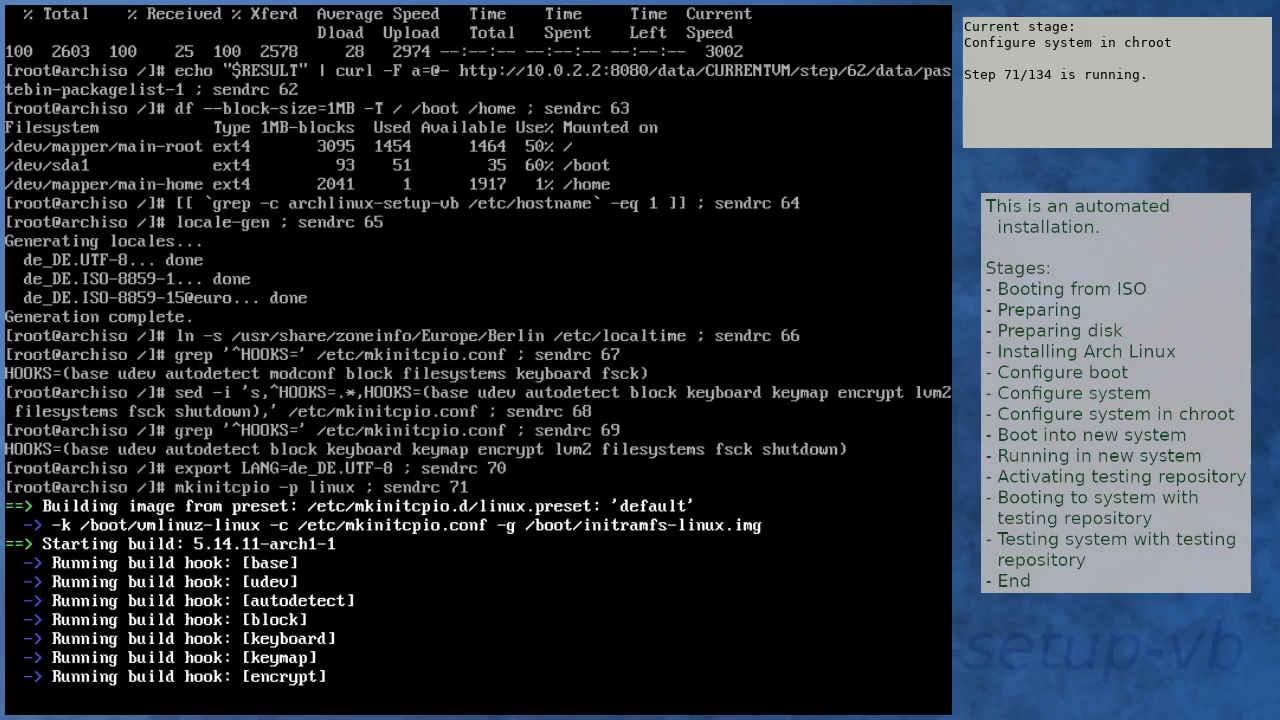 % Total    % Received % Xferd  Average Speed   Time    Time     Time  Current
                                 Dload  Upload   Total   Spent    Left  Speed
100  2603  100    25  100  2578     28   2974 --:--:-- --:--:-- --:--:--  3002
[root@archiso /]# echo "$RESULT" | curl -F a=@- http://10.0.2.2:8080/data/CURRENTVM/step/62/data/pas
tebin-packagelist-1 ; sendrc 62
[root@archiso /]# df --block-size=1MB -T / /boot /home ; sendrc 63
Filesystem            Type 1MB-blocks  Used Available Use% Mounted on
/dev/mapper/main-root ext4       3095  1454      1464  50% /
/dev/sda1             ext4         93    51        35  60% /boot
/dev/mapper/main-home ext4       2041     1      1917   1% /home
[root@archiso /]# [[ `grep -c archlinux-setup-vb /etc/hostname` -eq 1 ]] ; sendrc 64
[root@archiso /]# locale-gen ; sendrc 65
Generating locales...
  de_DE.UTF-8... done
  de_DE.ISO-8859-1... done
  de_DE.ISO-8859-15@euro... done
Generation complete.
[root@archiso /]# ln -s /usr/share/zoneinfo/Europe/Berlin /etc/localtime ; sendrc 66
[root@archiso /]# grep '^HOOKS=' /etc/mkinitcpio.conf ; sendrc 67
HOOKS=(base udev autodetect modconf block filesystems keyboard fsck)
[root@archiso /]# sed -i 's,^HOOKS=.*,HOOKS=(base udev autodetect block keyboard keymap encrypt lvm2
 filesystems fsck shutdown),' /etc/mkinitcpio.conf ; sendrc 68
[root@archiso /]# grep '^HOOKS=' /etc/mkinitcpio.conf ; sendrc 69
HOOKS=(base udev autodetect block keyboard keymap encrypt lvm2 filesystems fsck shutdown)
[root@archiso /]# export LANG=de_DE.UTF-8 ; sendrc 70
[root@archiso /]# mkinitcpio -p linux ; sendrc 71
==> Building image from preset: /etc/mkinitcpio.d/linux.preset: 'default'
  -> -k /boot/vmlinuz-linux -c /etc/mkinitcpio.conf -g /boot/initramfs-linux.img
==> Starting build: 5.14.11-arch1-1
  -> Running build hook: [base]
  -> Running build hook: [udev]
  -> Running build hook: [autodetect]
  -> Running build hook: [block]
  -> Running build hook: [keyboard]
  -> Running build hook: [keymap]
  -> Running build hook: [encrypt]
Current stage:
Configure system in chroot
Step 71/134 is running.
This is an automated
installation.
Stages:
- Booting from ISO
- Preparing
- Preparing disk
- Installing Arch Linux
- Configure boot
- Configure system
- Configure system in chroot
- Boot into new system
- Running in new system
- Activating testing repository
- Booting to system with
testing repository
- Testing system with testing
repository
- End
-setup-vb